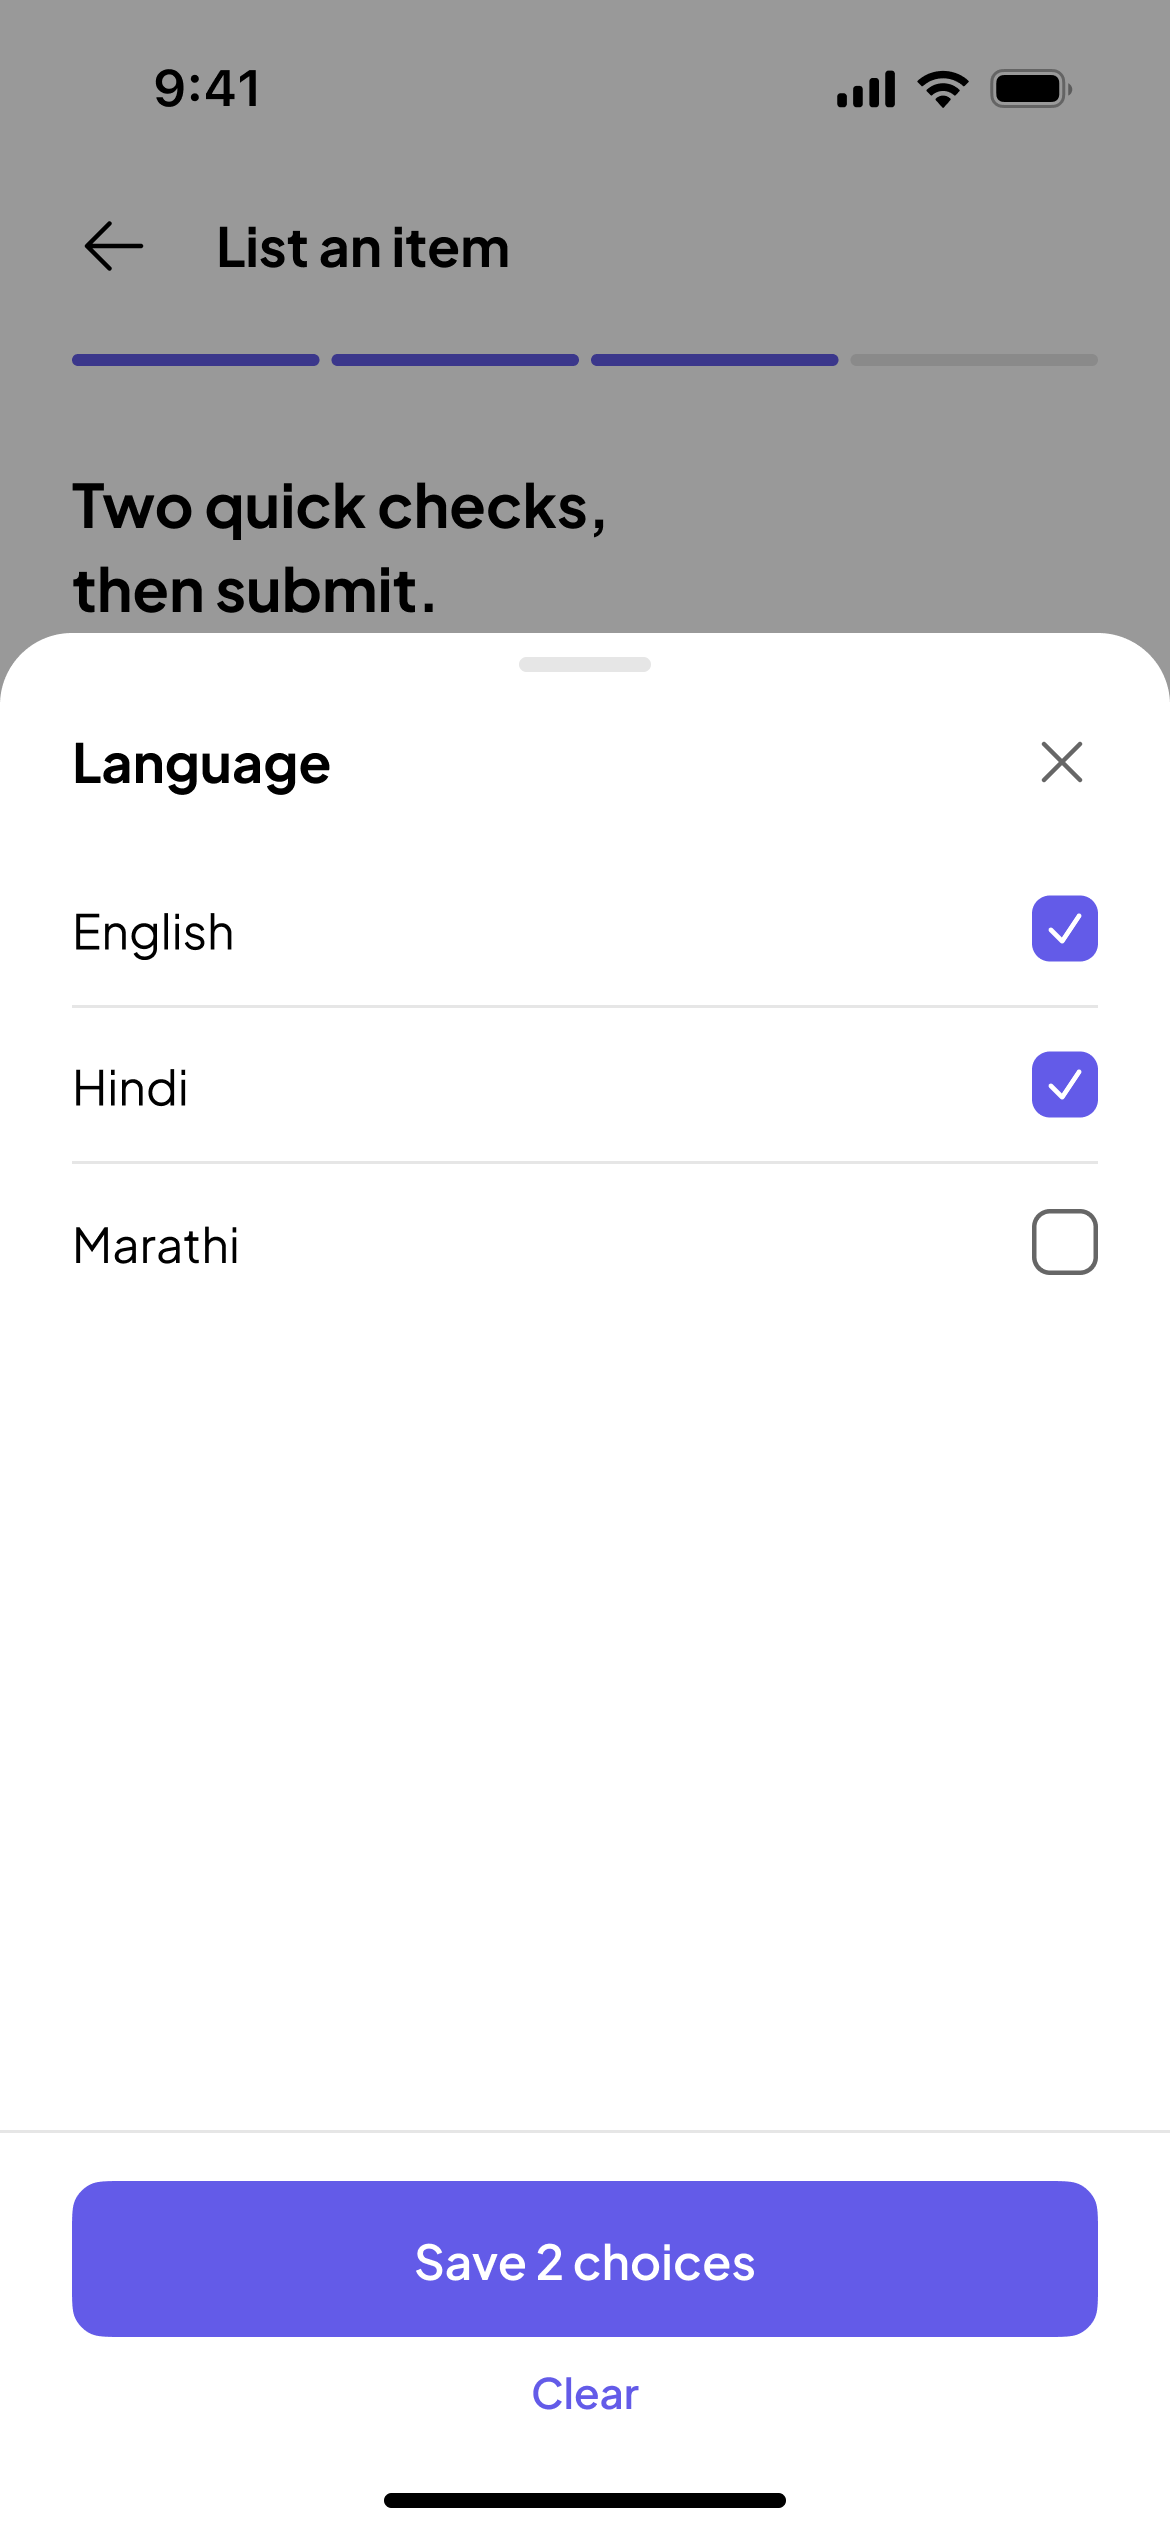 9:41
List an item
Two quick checks,
then submit.
Language
English
Hindi
Marathi
Save 2 choices
Clear